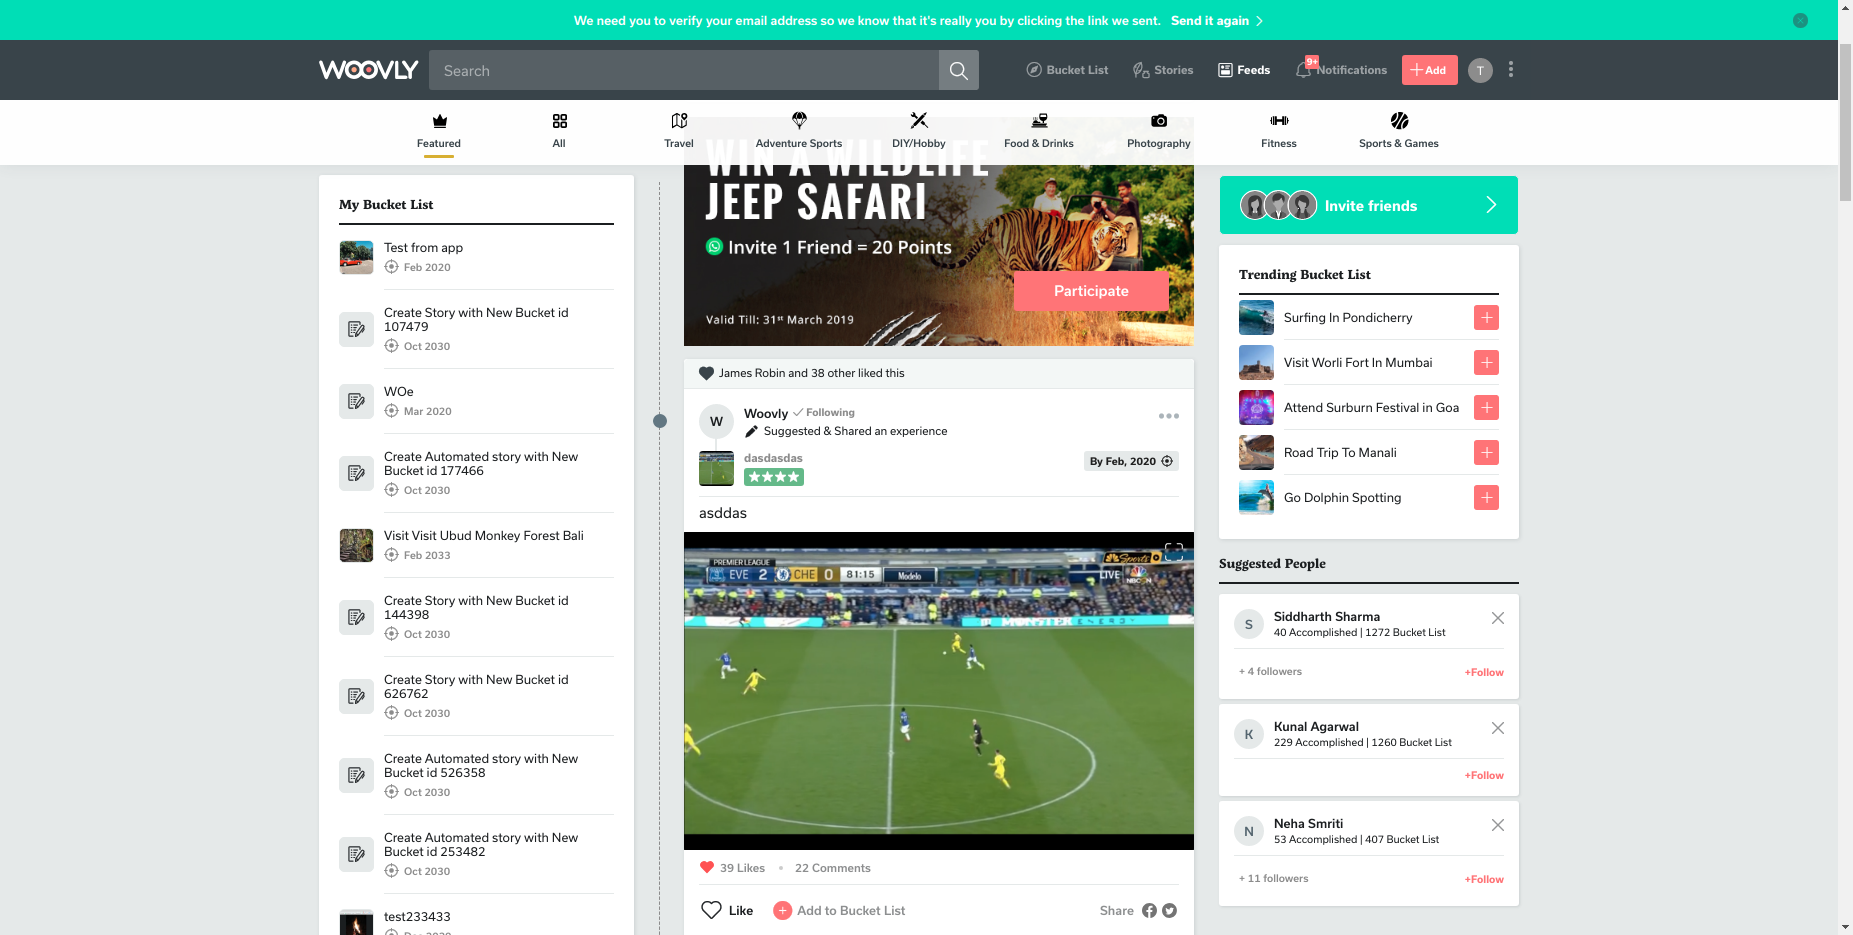 We need you to verify your email address so we know that it's really you by clicking the link we sent. Send it again
WOOVLY
Search
Bucket List
Stories
Feeds
9+
Notifications
Add
T
Featured
All
Travel
Adventure Sports
DIY/Hobby
Food & Drinks
Photography
Fitness
Sports & Games
My Bucket List
Test from app
Feb 2020
Create Story with New Bucket id
107479
Oct 2030
WOe
Mar 2020
Create Automated story with New
Bucket id 177466
Oct 2030
Visit Visit Ubud Monkey Forest Bali
Feb 2033
Create Story with New Bucket id
144398
Oct 2030
Create Story with New Bucket id
626762
Oct 2030
Create Automated story with New
Bucket id 526358
Oct 2030
Create Automated story with New
Bucket id 253482
Oct 2030
test233433
WIN A WILDLIFE
JEEP SAFARI
Invite 1 Friend = 20 Points
Participate
Valid Till: 31st March 2019
James Robin and 38 other liked this
W
Woovly
Following
Suggested & Shared an experience
dasdasdas
By Feb, 2020
asddas
PREMIER LEAGUE
EVE 2 CHE 0 81:15 Modelo
Sports
LIVE
NBCSN
MONSTER ENERGY
39 Likes
22 Comments
Like
Add to Bucket List
Share
Invite friends
Trending Bucket List
Surfing In Pondicherry
Visit Worli Fort In Mumbai
Attend Surburn Festival in Goa
Road Trip To Manali
Go Dolphin Spotting
Suggested People
S
Siddharth Sharma
40 Accomplished | 1272 Bucket List
+ 4 followers
+Follow
K
Kunal Agarwal
229 Accomplished | 1260 Bucket List
+Follow
N
Neha Smriti
53 Accomplished | 407 Bucket List
+ 11 followers
+Follow